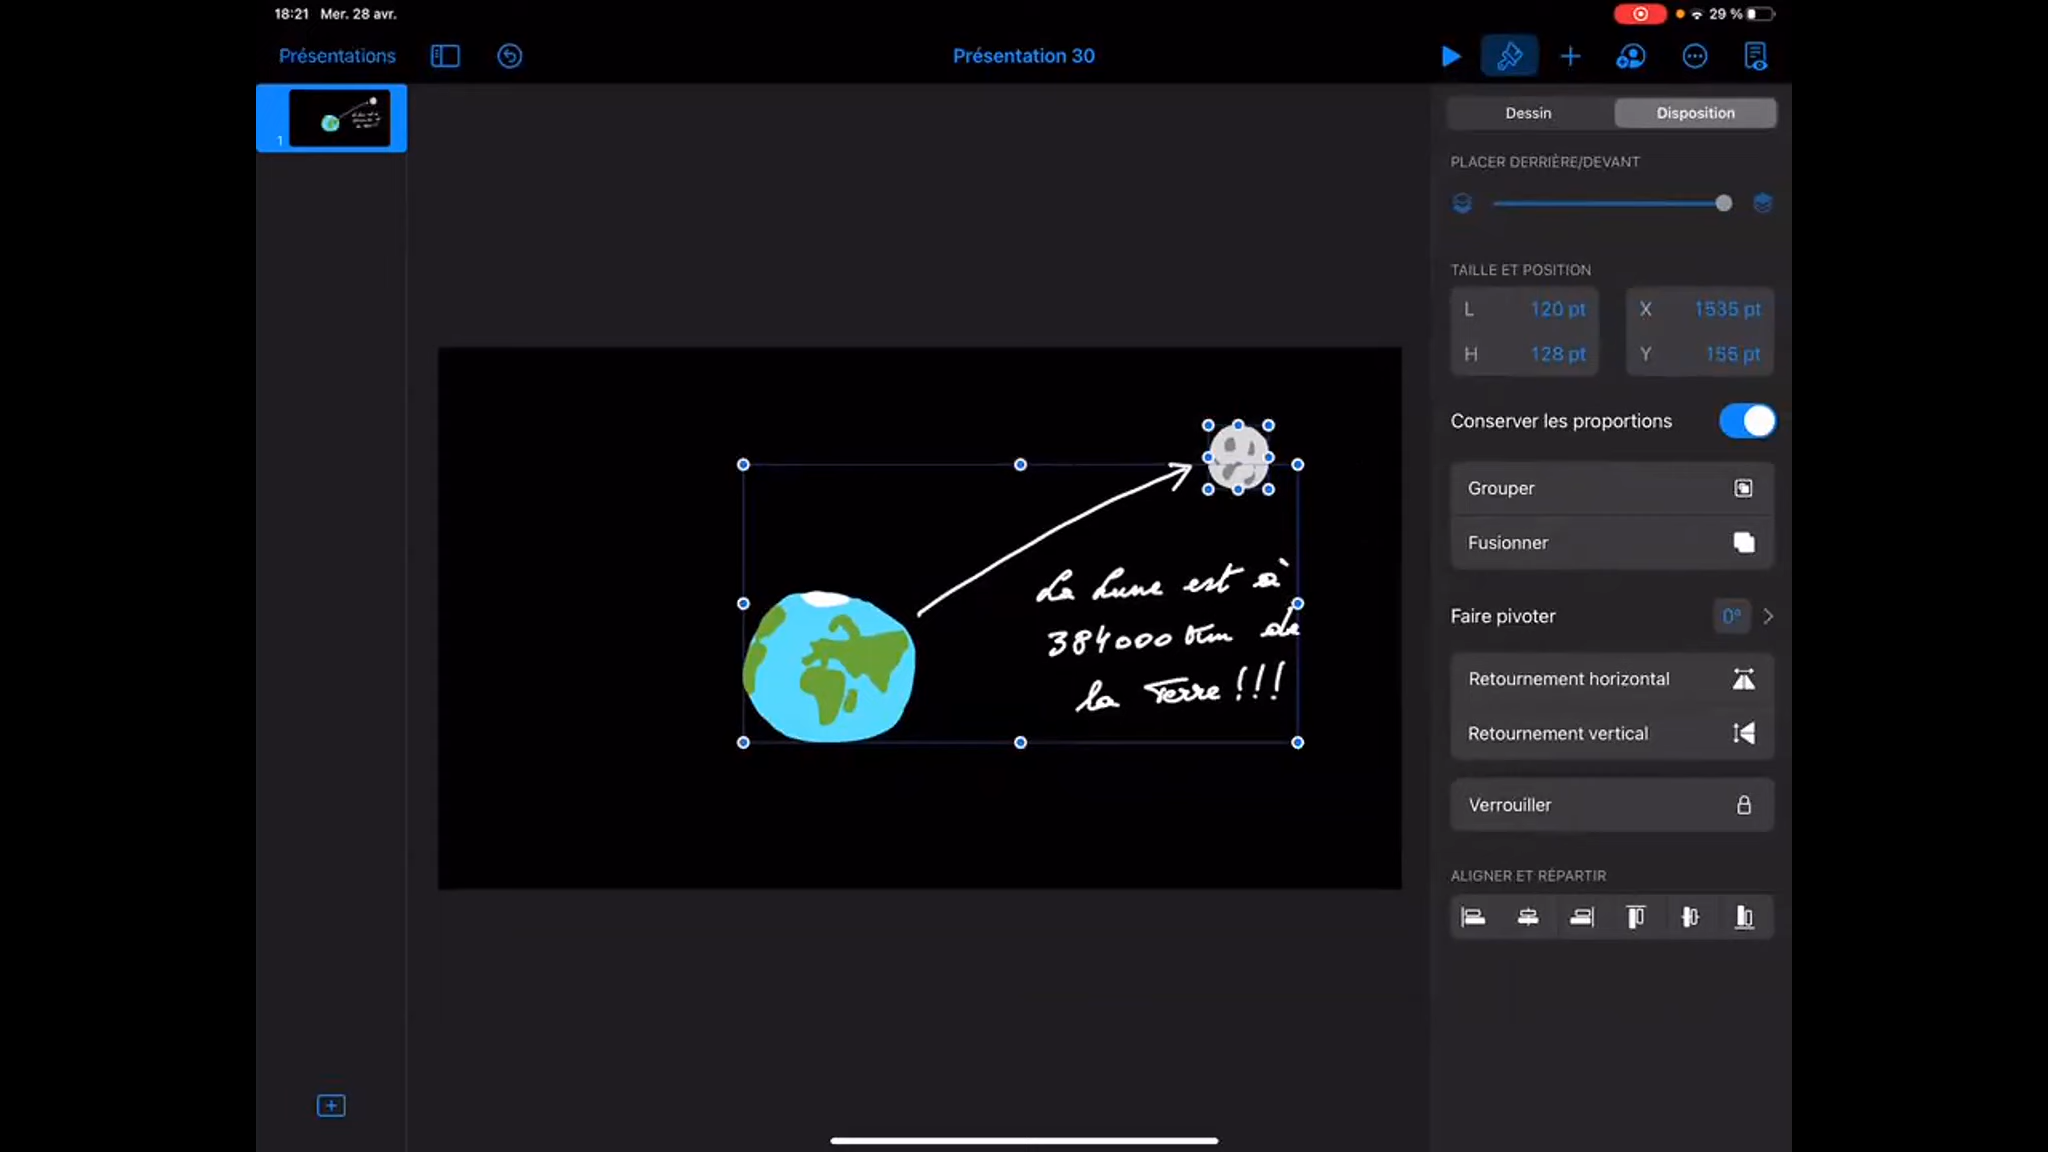 18:21 Mer. 28 avr.
29 %
Présentations
Présentation 30
1
Dessin
Disposition
PLACER DERRIÈRE/DEVANT
TAILLE ET POSITION
L 120 pt
X 1535 pt
H 128 pt
Y 155 pt
Conserver les proportions
Grouper
Fusionner
Faire pivoter 0°
Retournement horizontal
Retournement vertical
Verrouiller
ALIGNER ET RÉPARTIR
La Lune est à
384000 km de
la Terre!!!